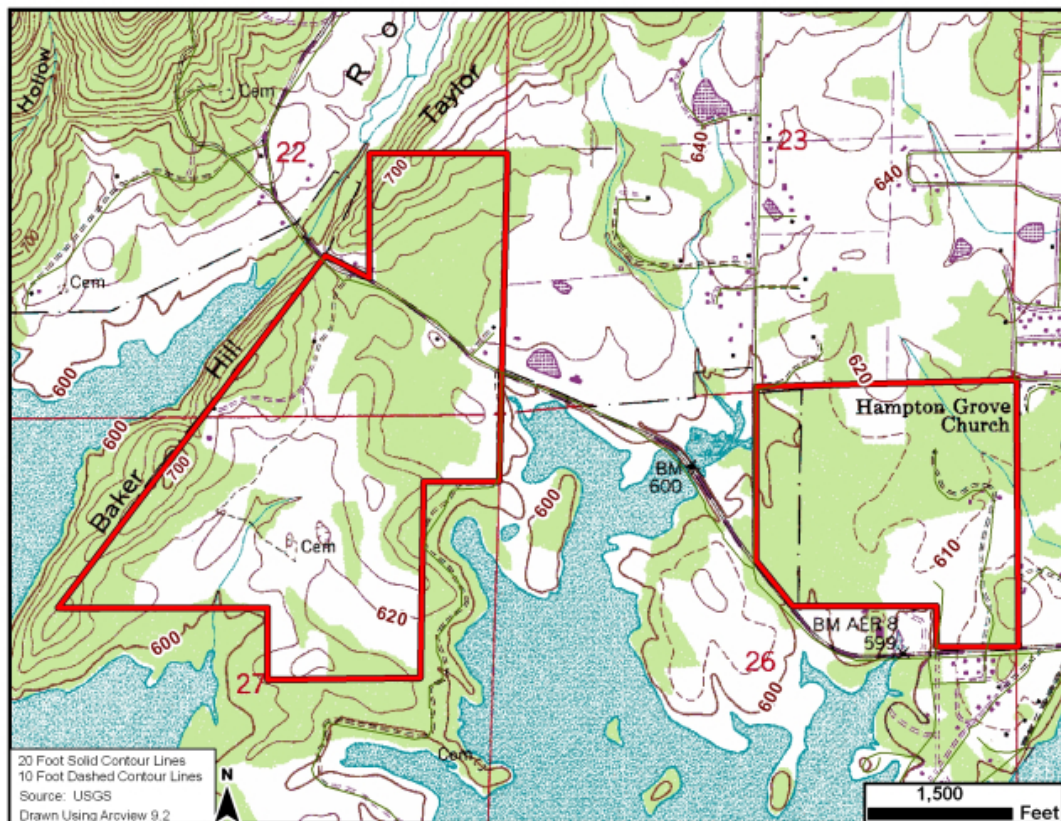 Hollow
Cem
R
O
Taylor
22
23
640
640
700
700
Cem
Hill
600
600
620
Hampton Grove
Church
BM
600
600
Baker
700
Cem
610
620
600
BM AER 8
599
26
27
600
Cem
20 Foot Solid Contour Lines
10 Foot Dashed Contour Lines
Source: USGS
Drawn Using Arcview 9.2
N
1,500
Feet